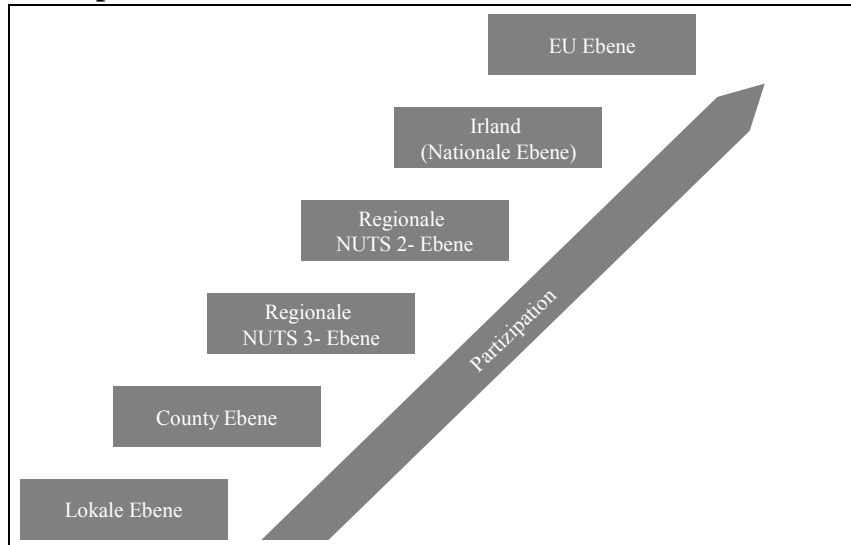 EU Ebene
Irland
(Nationale Ebene)
Regionale
NUTS 2- Ebene
Regionale
NUTS 3- Ebene
Partizipation
County Ebene
Lokale Ebene